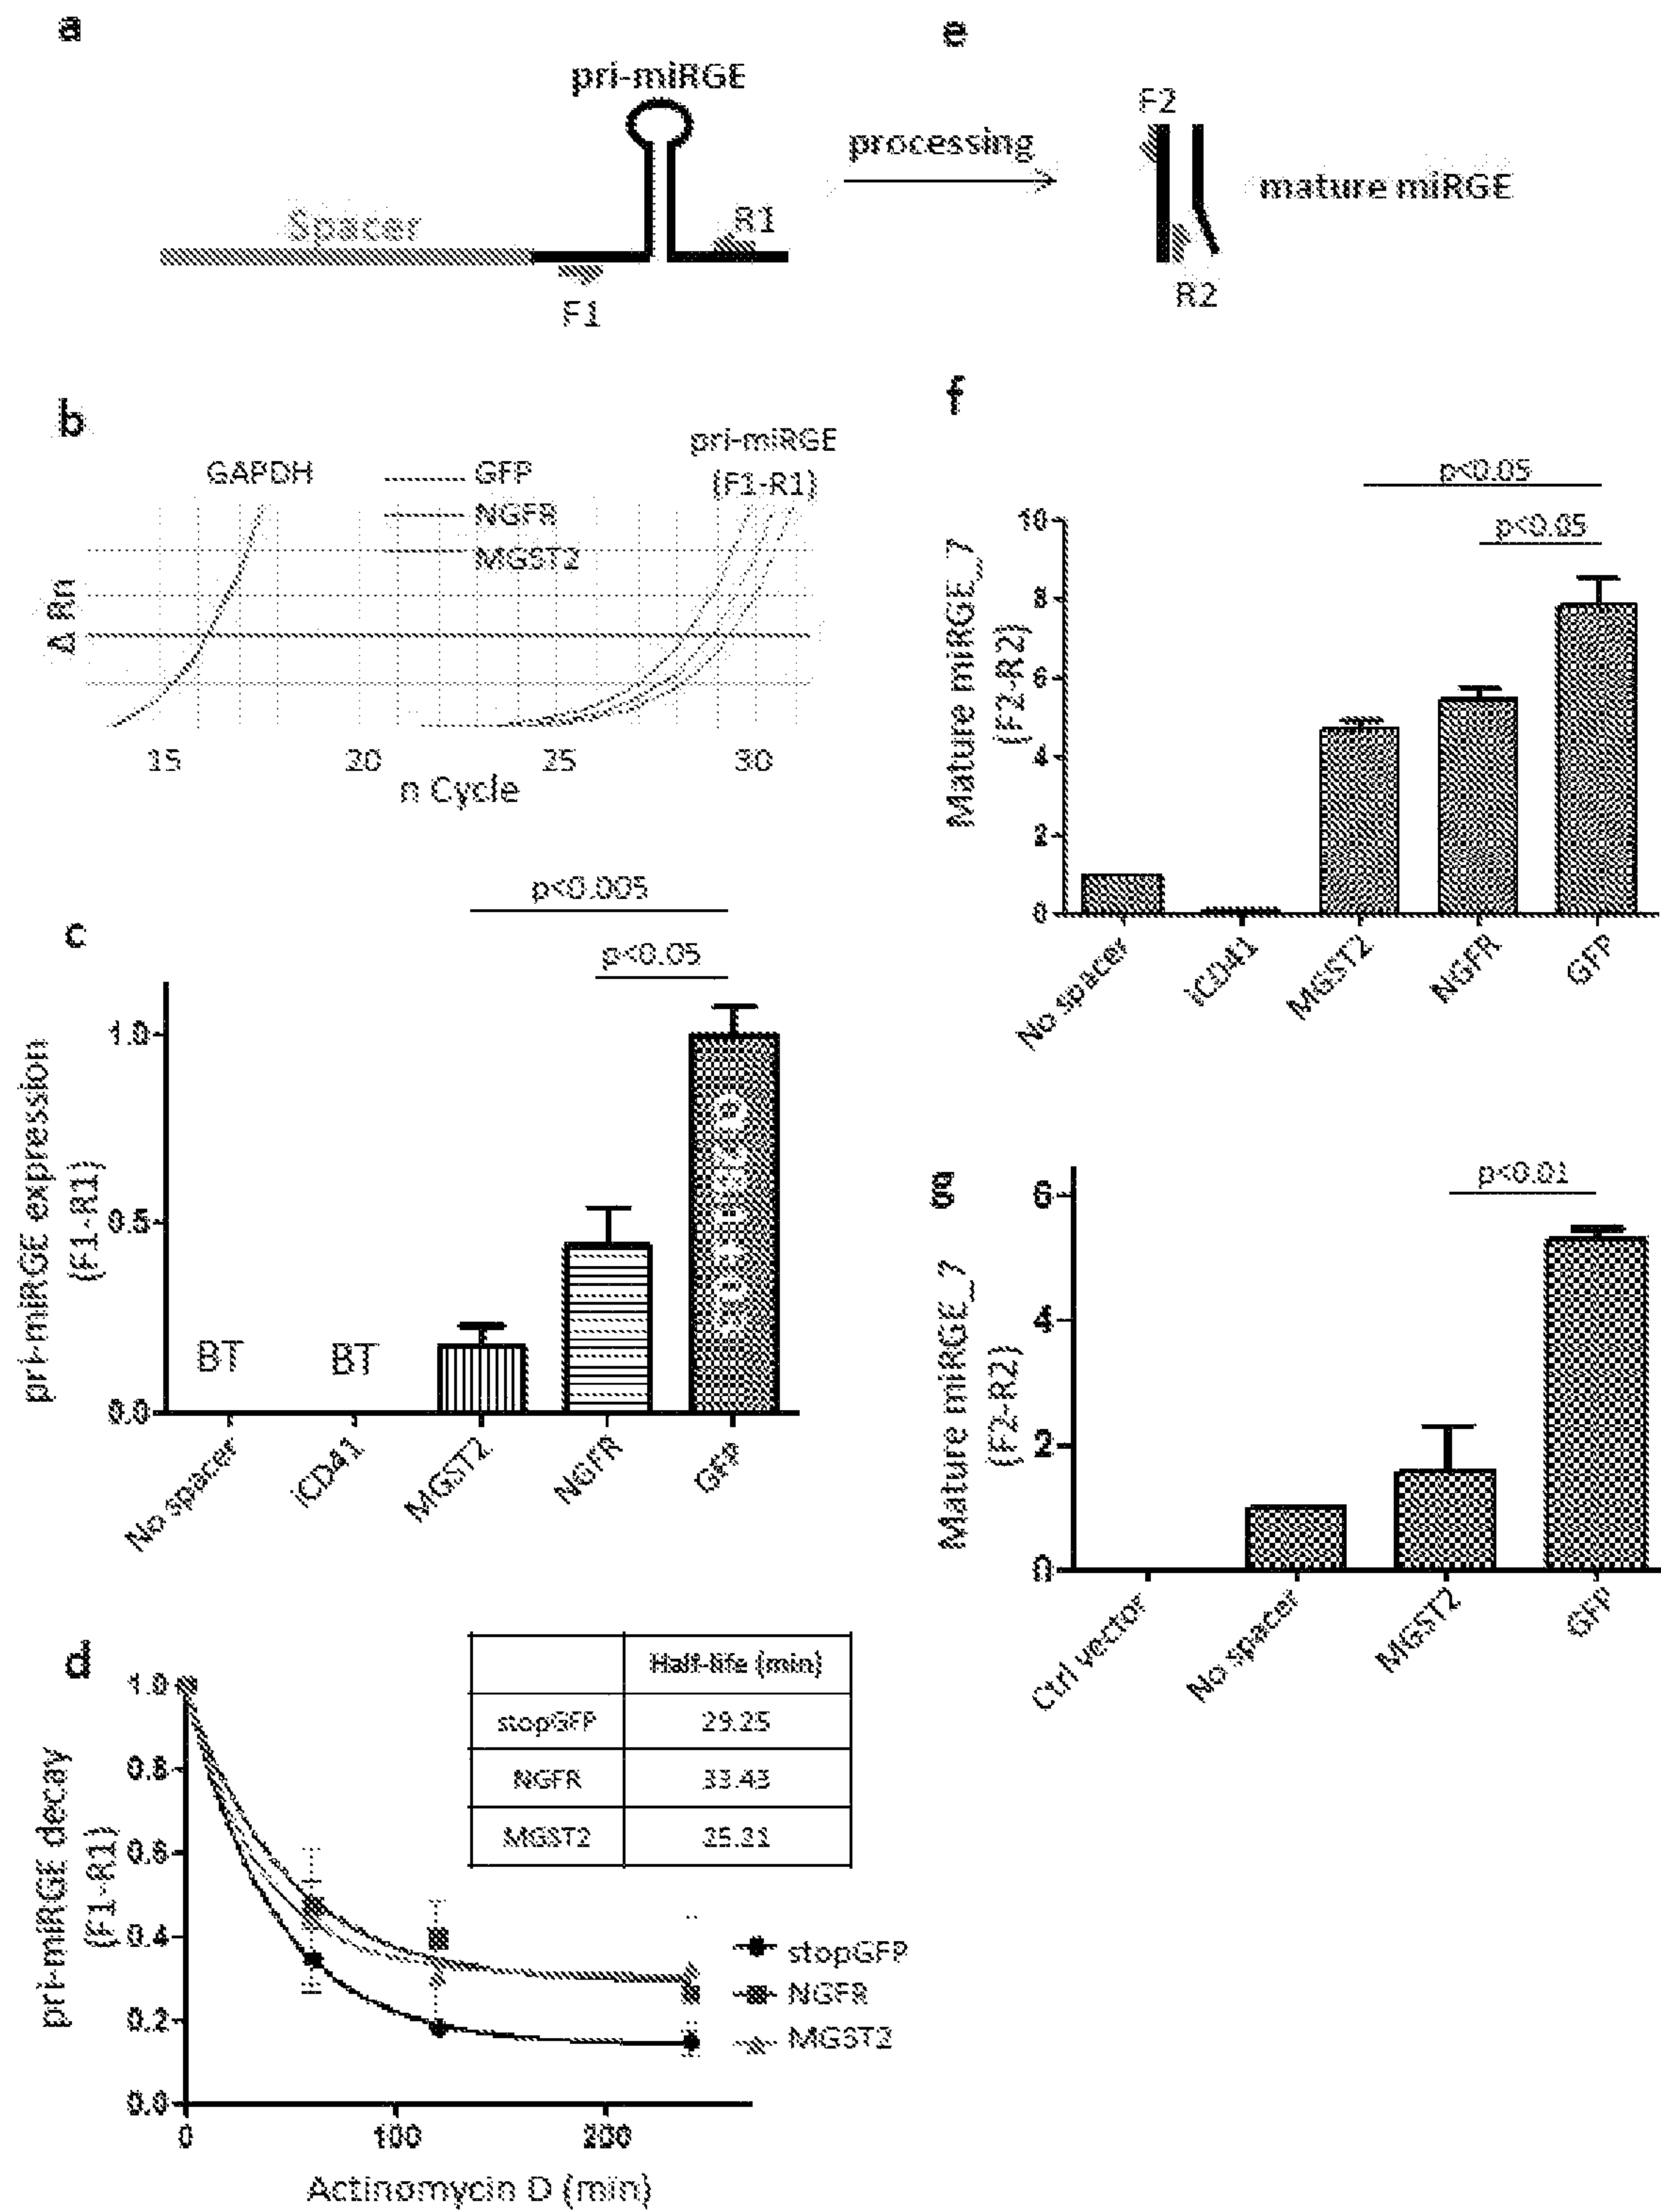 a
pri-miRGE
Spacer
R1
F1
processing
e
F2
mature miRGE
R2
b
GAPDH
GFP
NGFR
MGST2
pri-miRGE
(F1-R1)
Δ Rn
15 20 25 30
n Cycle
c
p<0.005
p<0.05
pri-miRGE expression
(F1-R1)
1.0
0.5
0.0
BT BT
No spacer
iCD41
MGST2
NGFR
GFP
d
Half-life (min)
stopGFP 29.25
NGFR 33.43
MGST2
pri-miRGE decay
(F1-R1)
1.0
0.8
0.6
0.4
0.2
0.0
0 100 200
Actinomycin D (min)
stopGFP
NGFR
MGST2
f
p<0.05
p<0.05
Mature miRGE_7
(F2-R2)
10
8
6
4
2
0
No spacer
iCD41
MGST2
NGFR
GFP
g
p<0.01
Mature miRGE_7
(F2-R2)
6
4
2
0
Ctrl vector
No spacer
MGST2
GFP